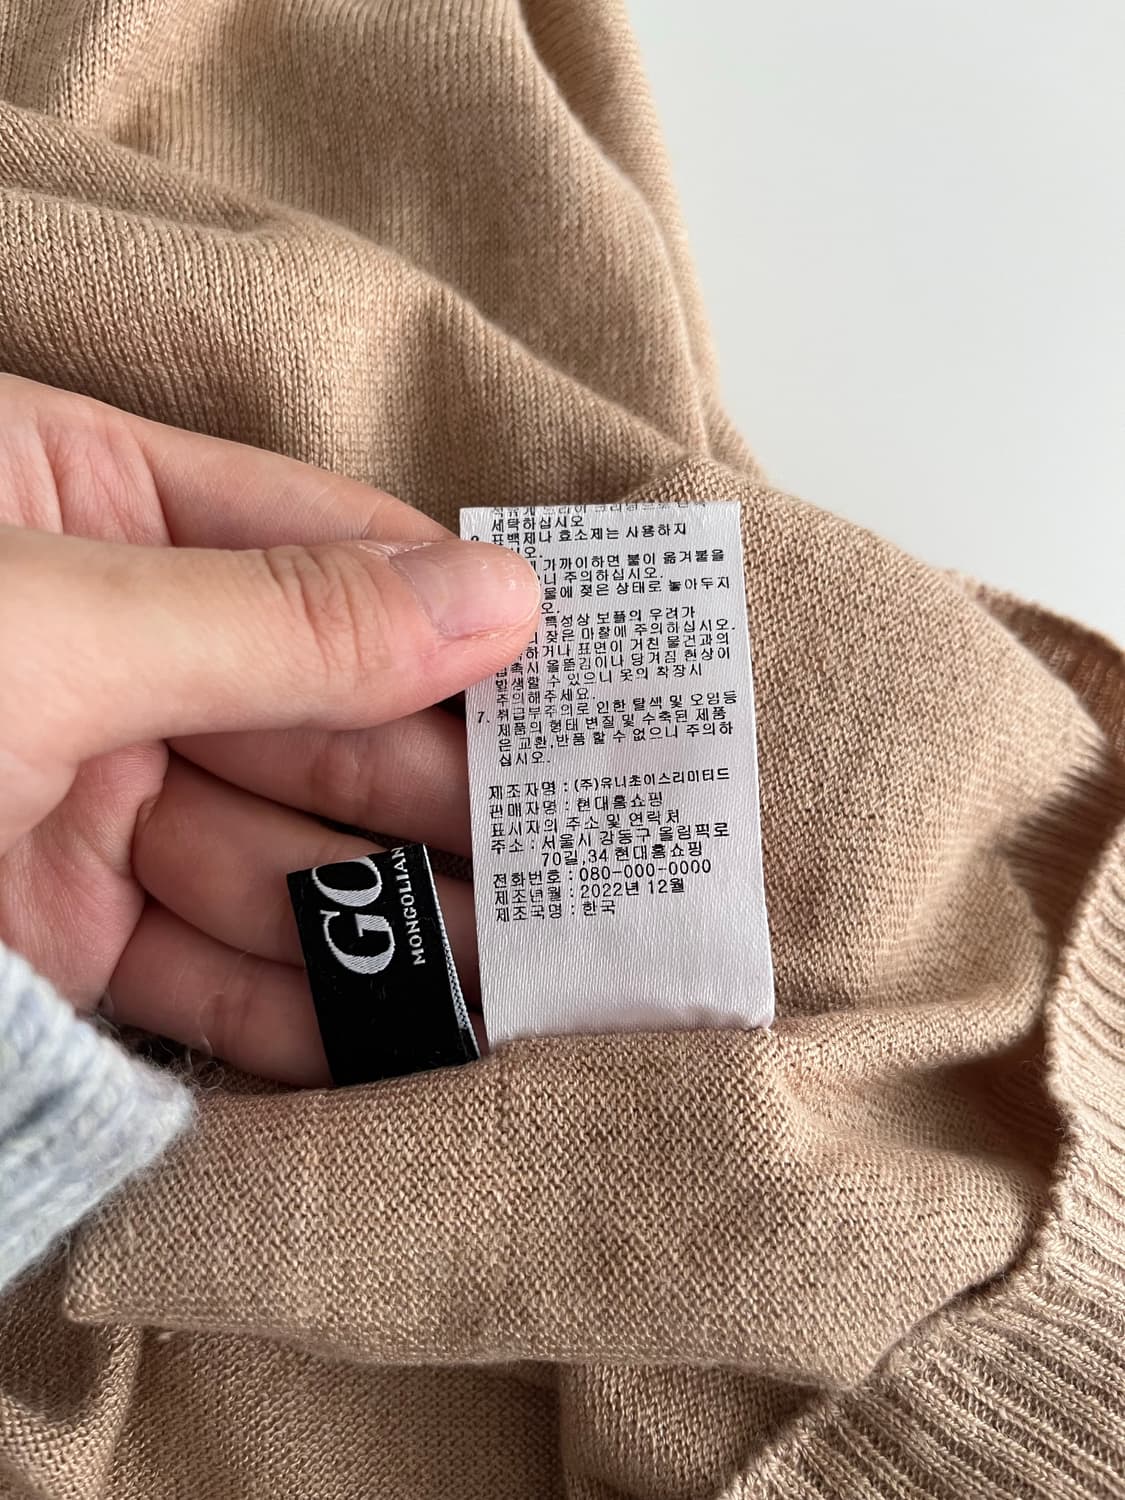 세탁하십시오
표백제나 효소제는 사용하지
시오.
가까이하면 불이 옮겨붙을
니 주의하십시오.
물에 젖은 상태로 놓아두지
오.
특성상 보풀의 우려가
니 잦은 마찰에 주의하십시오.
하거나 표면이 거친 물건과의
촉시 올뜯김이나 당겨짐 현상이
발생할 수 있으니 옷의 착장시
주의해주세요.
7. 취급부주의로 인한 탈색 및 오염등
제품의 형태 변질 및 수축된 제품
은 교환,반품 할 수 없으니 주의하
십시오.
제조자명 : (주)유니초이스리미티드
판매자명 : 현대홈쇼핑
표시자의 주소 및 연락처
주소 : 서울시 강동구 올림픽로
70길,34 현대홈쇼핑
전화번호 : 080-000-0000
제조년월 : 2022년 12월
제조국명 : 한국
GO
MONGOLIAN